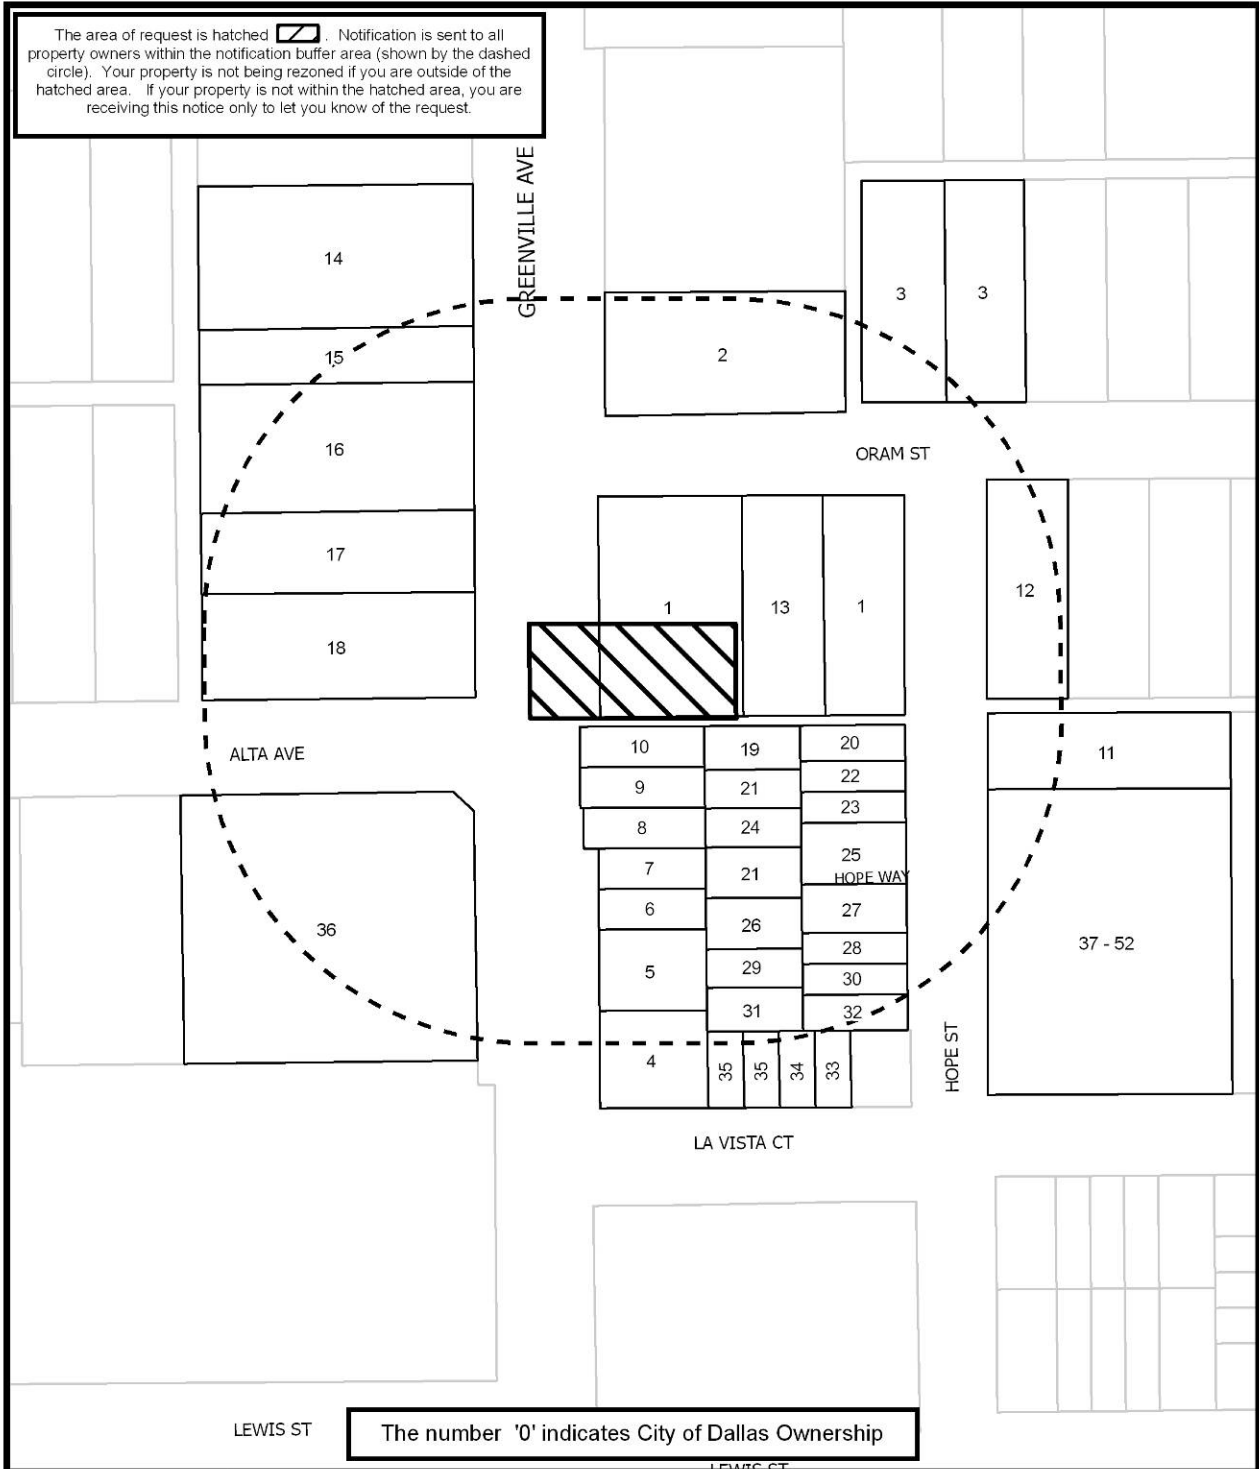 The area of request is hatched . Notification is sent to all
property owners within the notification buffer area (shown by the dashed
circle). Your property is not being rezoned if you are outside of the
hatched area. If your property is not within the hatched area, you are
receiving this notice only to let you know of the request.
GREENVILLE AVE
14
3
3
15
2
16
ORAM ST
17
12
1
13
1
18
10
19
20
ALTA AVE
11
9
21
22
8
24
23
7
21
25
HOPE WAY
6
26
27
36
37 - 52
5
29
28
30
31
32
4
35
35
34
33
HOPE ST
LA VISTA CT
LEWIS ST
The number '0' indicates City of Dallas Ownership
LEWIS ST